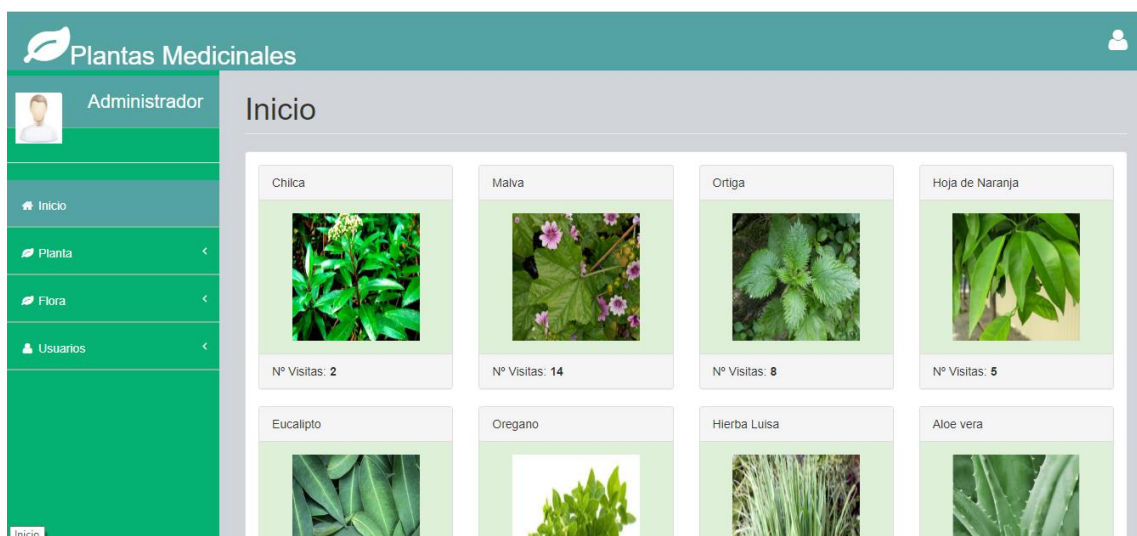 Plantas Medicinales
Administrador
Inicio
Planta
Flora
Usuarios
Inicio
Inicio
Chilca
Malva
Ortiga
Hoja de Naranja
Nº Visitas: 2
Nº Visitas: 14
Nº Visitas: 8
Nº Visitas: 5
Eucalipto
Oregano
Hierba Luisa
Aloe vera